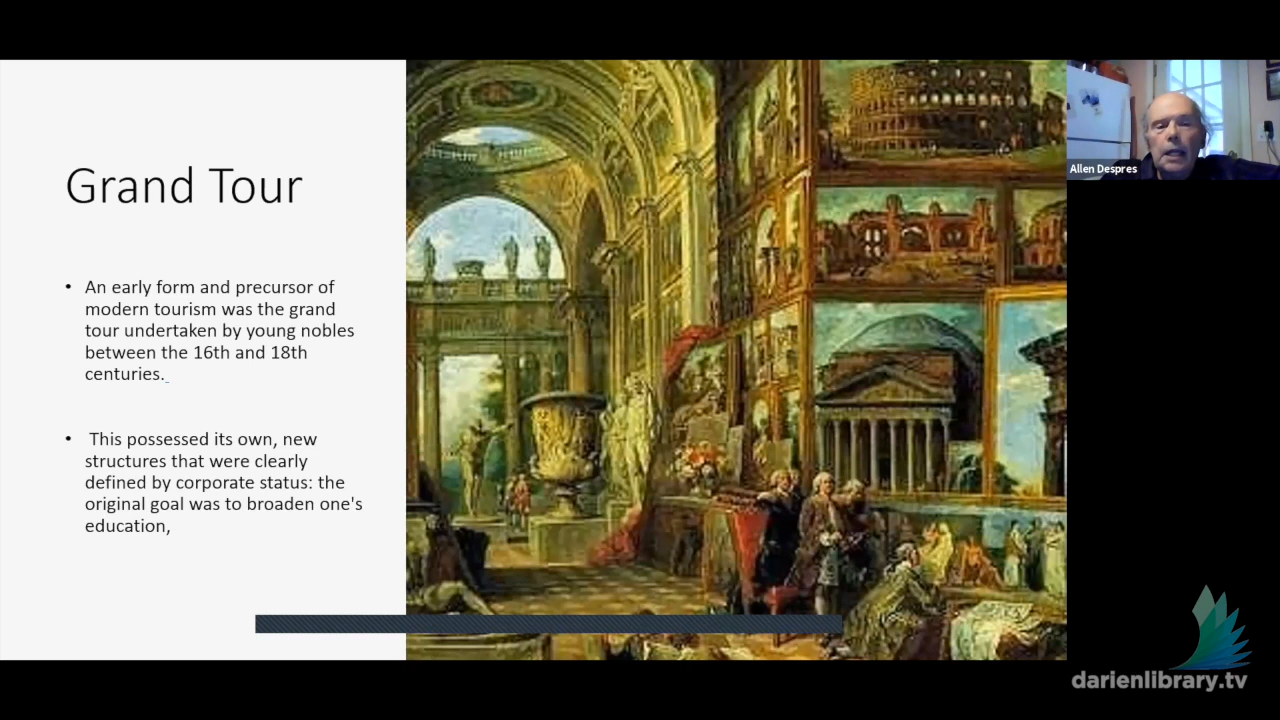 Grand Tour
• An early form and precursor of
modern tourism was the grand
tour undertaken by young nobles
between the 16th and 18th
centuries.
• This possessed its own, new
structures that were clearly
defined by corporate status: the
original goal was to broaden one's
education,
Allen Despres
darienlibrary.tv